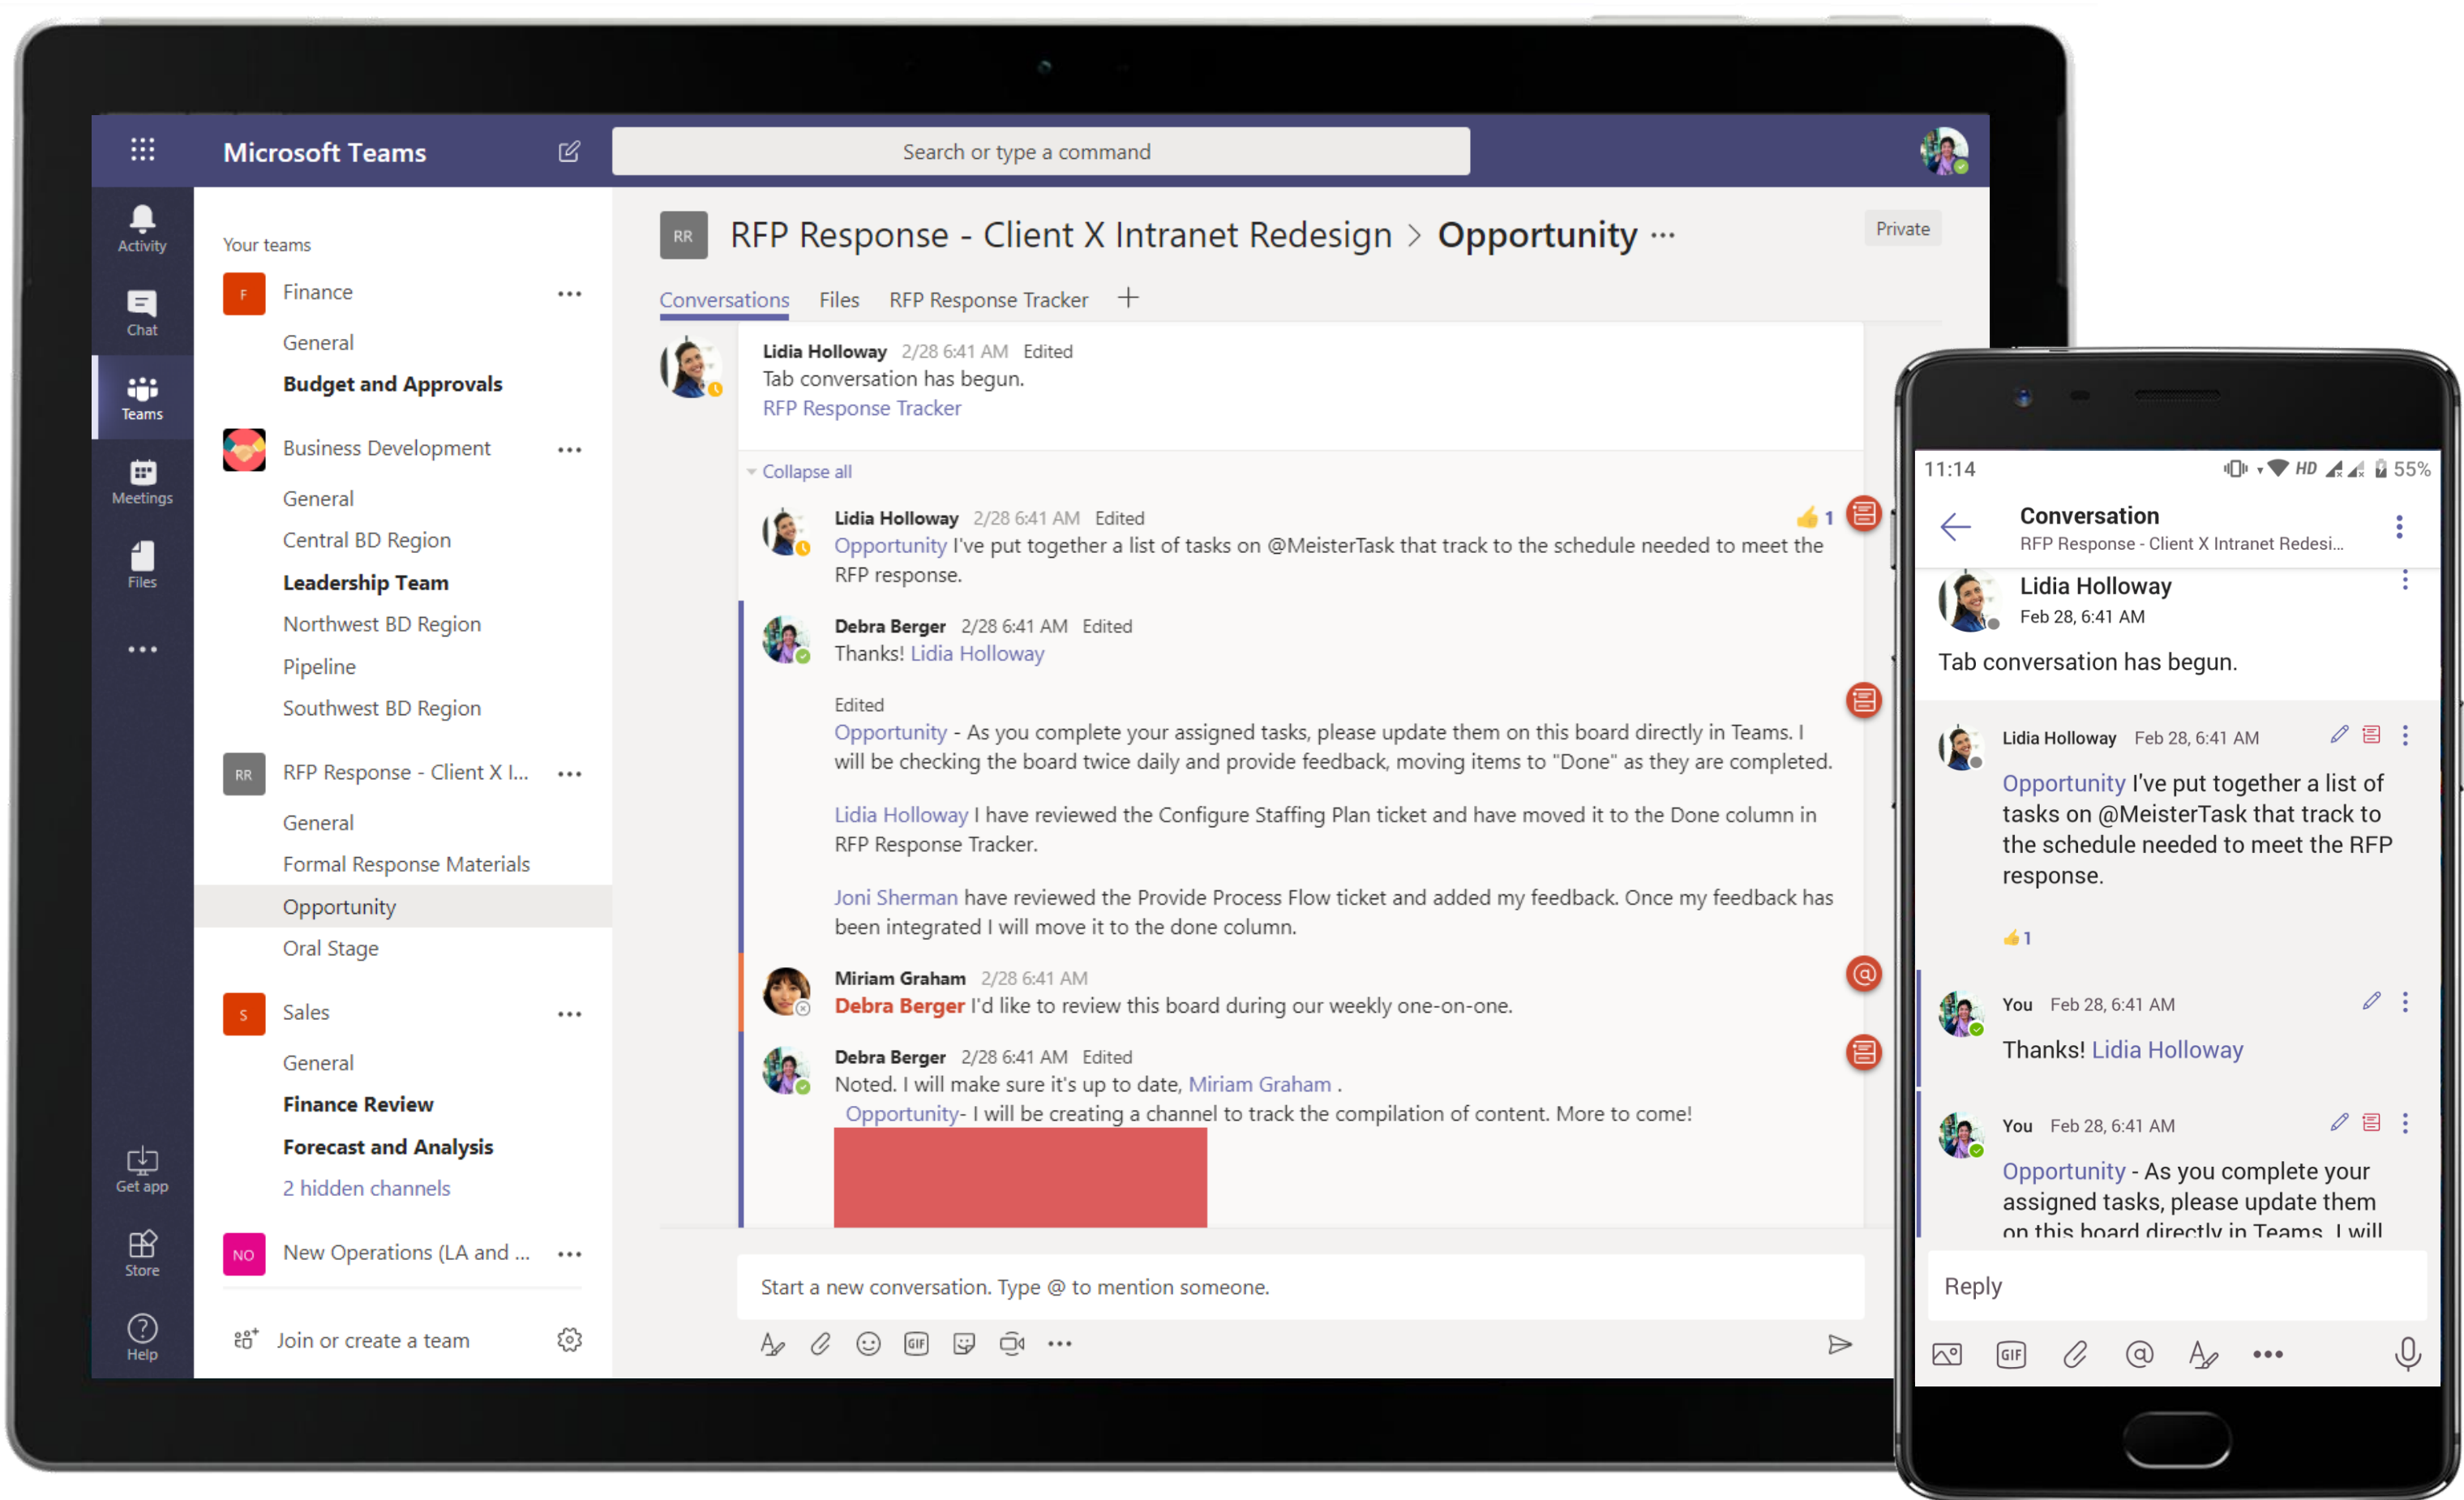 Microsoft Teams
Search or type a command
Activity
Chat
Teams
Meetings
Files
Get app
Store
Help
Your teams
F
Finance
General
Budget and Approvals
Business Development
General
Central BD Region
Leadership Team
Northwest BD Region
Pipeline
Southwest BD Region
RR
RFP Response - Client X I...
General
Formal Response Materials
Opportunity
Oral Stage
S
Sales
General
Finance Review
Forecast and Analysis
2 hidden channels
NO
New Operations (LA and ...
Join or create a team
RR
RFP Response - Client X Intranet Redesign > Opportunity ...
Private
Conversations Files RFP Response Tracker +
Lidia Holloway 2/28 6:41 AM Edited
Tab conversation has begun.
RFP Response Tracker
Collapse all
Lidia Holloway 2/28 6:41 AM Edited
1
Opportunity I've put together a list of tasks on @MeisterTask that track to the schedule needed to meet the
RFP response.
Debra Berger 2/28 6:41 AM Edited
Thanks! Lidia Holloway
Edited
Opportunity - As you complete your assigned tasks, please update them on this board directly in Teams. I
will be checking the board twice daily and provide feedback, moving items to "Done" as they are completed.
Lidia Holloway I have reviewed the Configure Staffing Plan ticket and have moved it to the Done column in
RFP Response Tracker.
Joni Sherman have reviewed the Provide Process Flow ticket and added my feedback. Once my feedback has
been integrated I will move it to the done column.
Miriam Graham 2/28 6:41 AM
@
Debra Berger I'd like to review this board during our weekly one-on-one.
Debra Berger 2/28 6:41 AM Edited
Noted. I will make sure it's up to date, Miriam Graham .
Opportunity- I will be creating a channel to track the compilation of content. More to come!
Start a new conversation. Type @ to mention someone.
GIF
11:14
HD
55%
Conversation
RFP Response - Client X Intranet Redesi...
Lidia Holloway
Feb 28, 6:41 AM
Tab conversation has begun.
Lidia Holloway Feb 28, 6:41 AM
Opportunity I've put together a list of
tasks on @MeisterTask that track to
the schedule needed to meet the RFP
response.
1
You Feb 28, 6:41 AM
Thanks! Lidia Holloway
You Feb 28, 6:41 AM
Opportunity - As you complete your
assigned tasks, please update them
on this board directly in Teams. I will
Reply
GIF
@